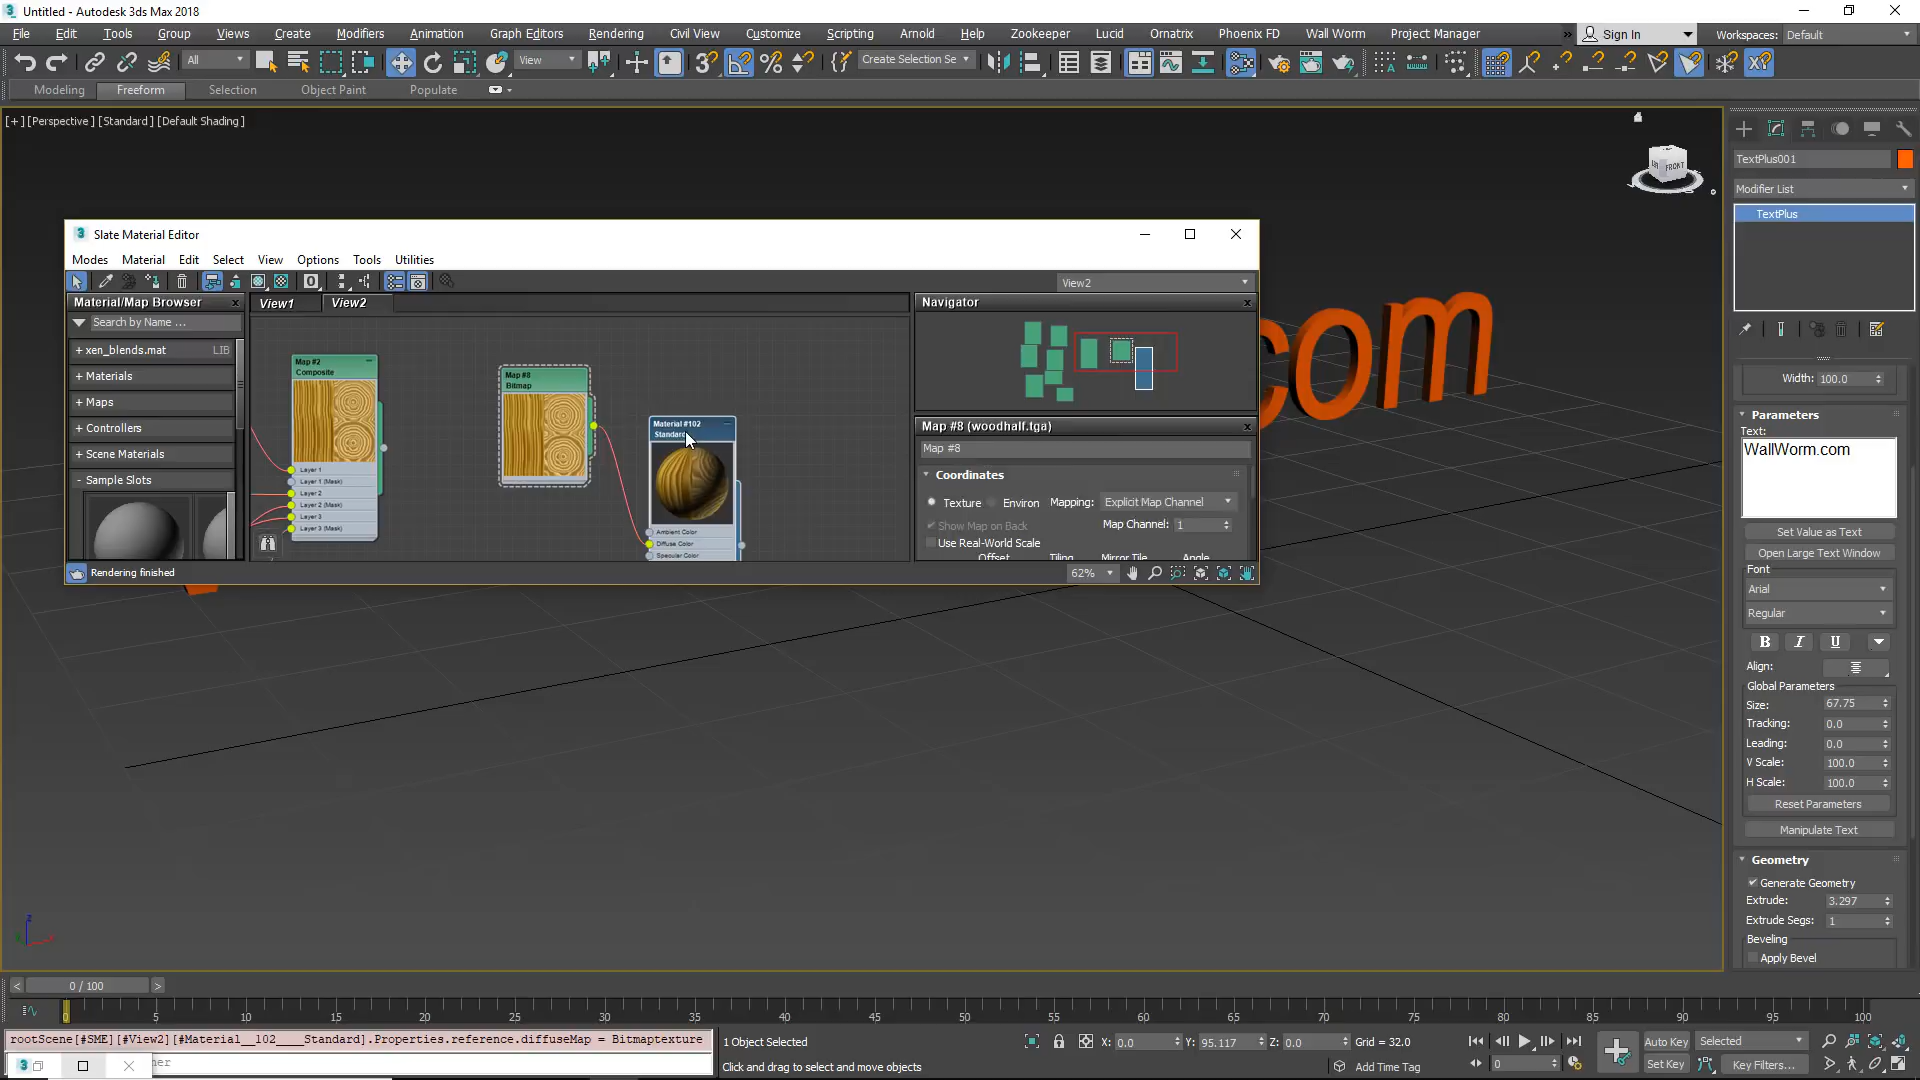 Untitled - Autodesk 3ds Max 2018
File Edit Tools Group Views Create Modifiers Animation Graph Editors Rendering Civil View Customize Scripting Arnold Help Zookeeper Lucid Ornatrix Phoenix FD Wall Worm Project Manager » Sign In Workspaces: Default
All View Create Selection Se
Modeling Freeform Selection Object Paint Populate
[+] [Perspective] [Standard] [Default Shading]
FRONT
TextPlus001
Modifier List
TextPlus
Slate Material Editor
Modes Material Edit Select View Options Tools Utilities
View2
Material/Map Browser View1 View2 Navigator
Search by Name ...
+ xen_blends.mat LIB
+ Materials
+ Maps
+ Controllers
+ Scene Materials
- Sample Slots
Map #2
Composite
Layer 1
Layer 1 (Mask)
Layer 2
Layer 2 (Mask)
Layer 3
Layer 3 (Mask)
Map #8
Bitmap
Material #102
Standard
Ambient Color
Diffuse Color
Specular Color
Map #8 (woodhalf.tga)
Map #8
Coordinates
Texture Environ Mapping: Explicit Map Channel
Show Map on Back Map Channel: 1
Use Real-World Scale
Offset Tiling Mirror Tile Angle
Rendering finished 62%
com
Width: 100.0
Parameters
Text:
WallWorm.com
Set Value as Text
Open Large Text Window
Font
Arial
Regular
B I U
Align:
Global Parameters
Size: 67.75
Tracking: 0.0
Leading: 0.0
V Scale: 100.0
H Scale: 100.0
Reset Parameters
Manipulate Text
Geometry
Generate Geometry
Extrude: 3.297
Extrude Segs: 1
Beveling
Apply Bevel
z
< 0 / 100 >
0 5 10 15 20 25 30 35 40 45 50 55 60 65 70 75 80 85 90 95 100
rootScene[#SME][#View2][#Material__102____Standard].Properties.reference.diffuseMap = Bitmaptexture
1 Object Selected
X: 0.0 Y: 95.117 Z: 0.0 Grid = 32.0
Auto Key Selected
Click and drag to select and move objects
Add Time Tag
0
Set Key Key Filters...